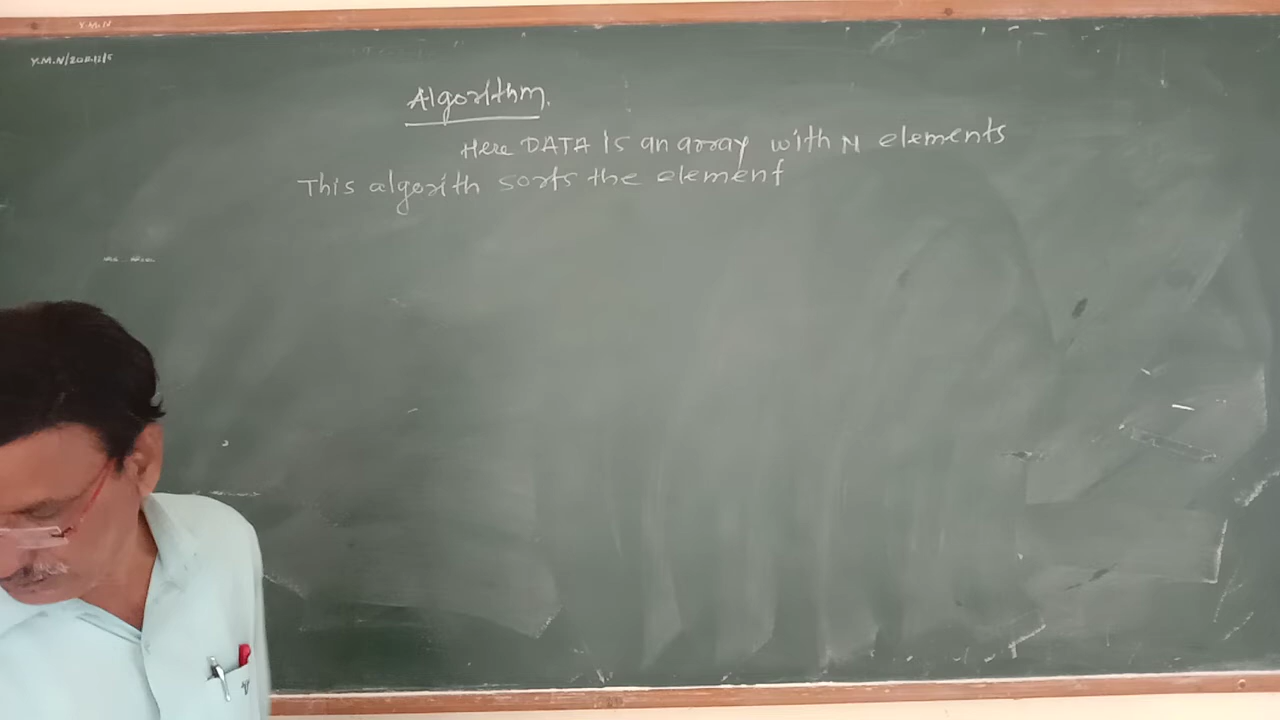 Algorithm.
Here DATA is an array with N elements
This algorith sorts the element